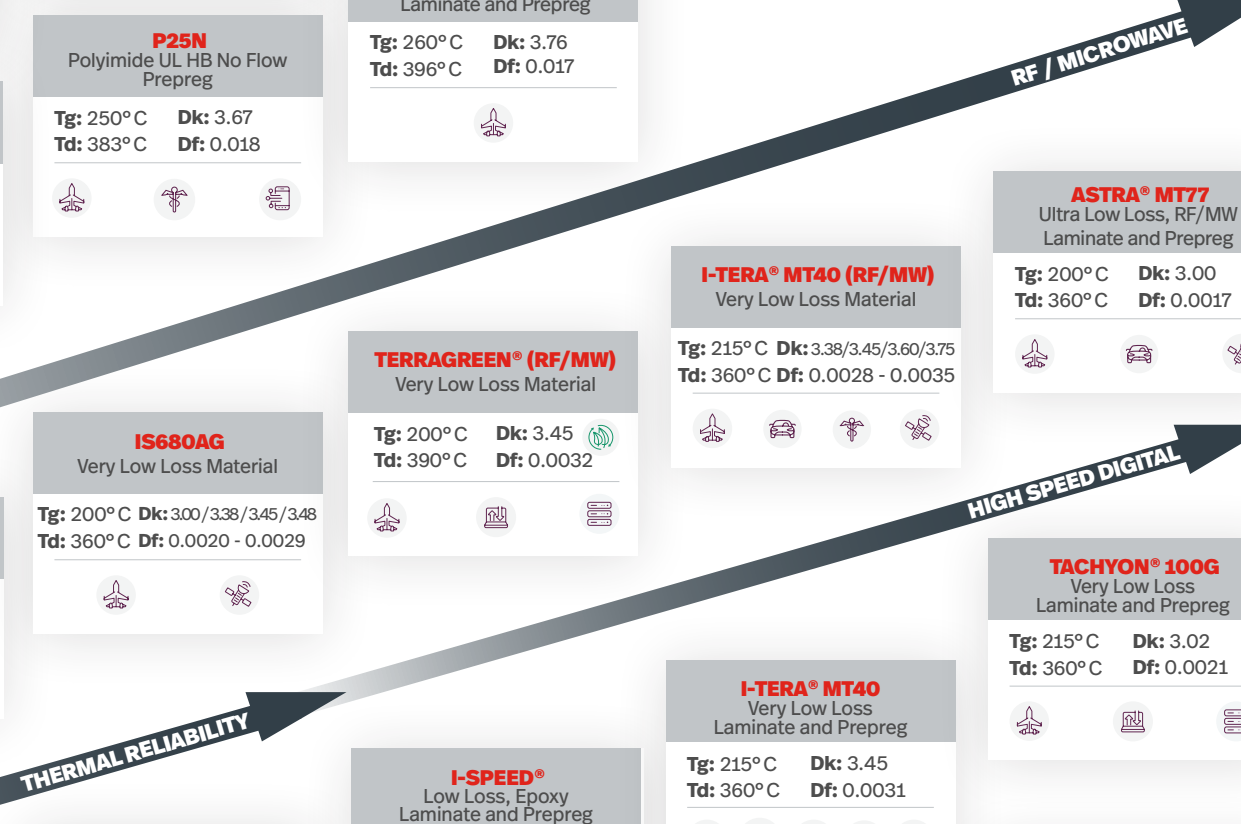 P25N
Polyimide UL HB No Flow
Prepreg
Tg: 250° C Dk: 3.67
Td: 383° C Df: 0.018
Laminate and Prepreg
Tg: 260° C Dk: 3.76
Td: 396° C Df: 0.017
RF / MICROWAVE
ASTRA® MT77
Ultra Low Loss, RF/MW
Laminate and Prepreg
Tg: 200° C Dk: 3.00
Td: 360° C Df: 0.0017
I-TERA® MT40 (RF/MW)
Very Low Loss Material
Tg: 215° C Dk: 3.38/3.45/3.60/3.75
Td: 360° C Df: 0.0028 - 0.0035
TERRAGREEN® (RF/MW)
Very Low Loss Material
Tg: 200° C Dk: 3.45
Td: 390° C Df: 0.0032
IS680AG
Very Low Loss Material
Tg: 200° C Dk: 3.00/3.38/3.45/3.48
Td: 360° C Df: 0.0020 - 0.0029
HIGH SPEED DIGITAL
TACHYON® 100G
Very Low Loss
Laminate and Prepreg
Tg: 215° C Dk: 3.02
Td: 360° C Df: 0.0021
I-TERA® MT40
Very Low Loss
Laminate and Prepreg
Tg: 215° C Dk: 3.45
Td: 360° C Df: 0.0031
THERMAL RELIABILITY
I-SPEED®
Low Loss, Epoxy
Laminate and Prepreg